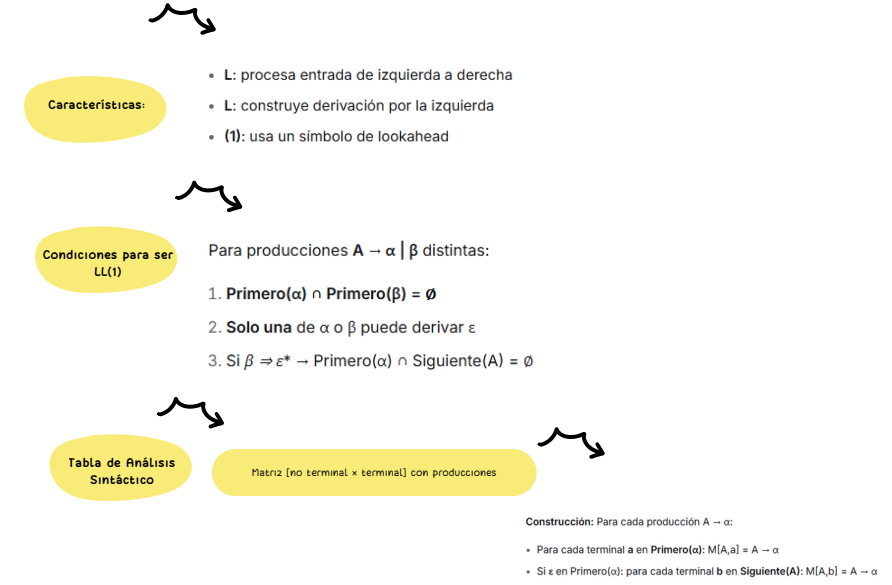 Características:
• L: procesa entrada de izquierda a derecha
• L: construye derivación por la izquierda
• (1): usa un símbolo de lookahead
Condiciones para ser
LL(1)
Para producciones A → α | β distintas:
1. Primero(α) ∩ Primero(β) = Ø
2. Solo una de α o β puede derivar ε
3. Si β ⇒ ε* → Primero(α) ∩ Siguiente(A) = Ø
Tabla de Análisis
Sintáctico
Matriz [no terminal × terminal] con producciones
Construcción: Para cada producción A → α:
• Para cada terminal a en Primero(α): M[A,a] = A → α
• Si ε en Primero(α): para cada terminal b en Siguiente(A): M[A,b] = A → α